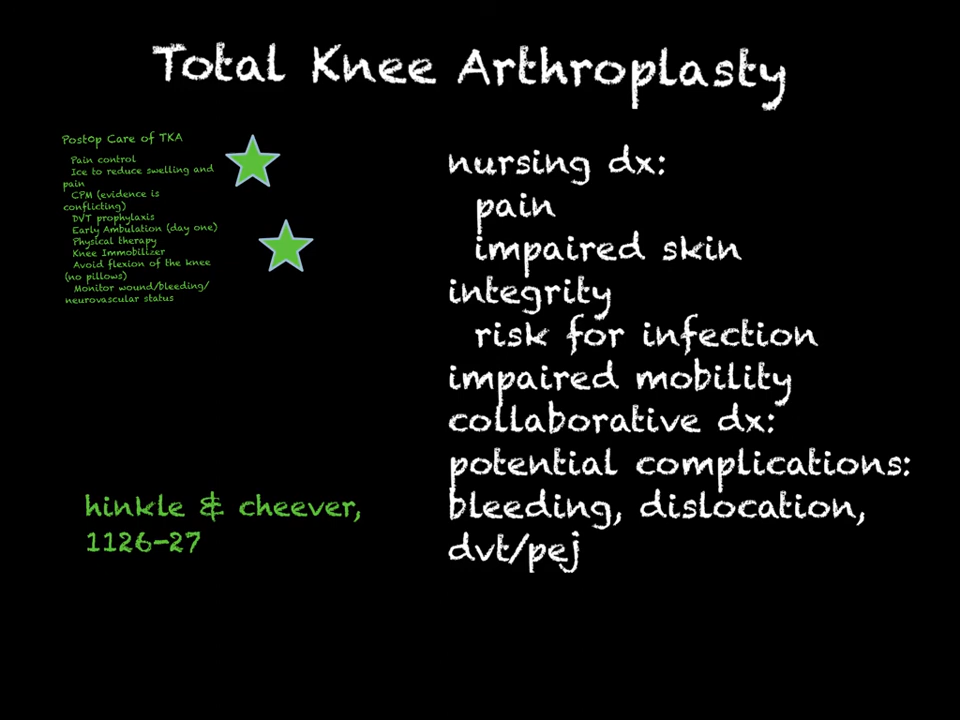 Total Knee Arthroplasty
PostOp Care of TKA
Pain control
Ice to reduce swelling and
pain
CPM (evidence is
conflicting)
DVT prophylaxis
Early Ambulation (day one)
Physical therapy
Knee Immobilizer
Avoid flexion of the knee
(no pillows)
Monitor wound/bleeding/
neurovascular status
hinkle & cheever,
1126-27
nursing dx:
pain
impaired skin
integrity
risk for infection
impaired mobility
collaborative dx:
potential complications:
bleeding, dislocation,
dvt/pej